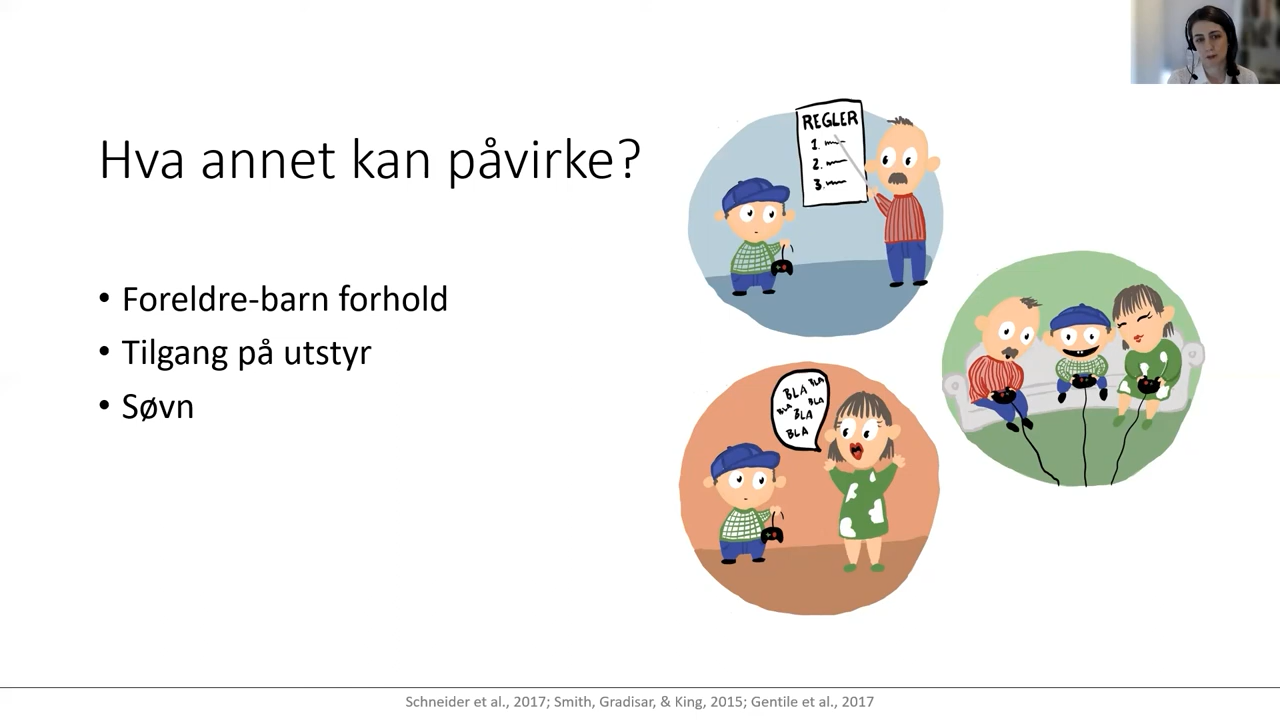 Hva annet kan påvirke?
• Foreldre-barn forhold
• Tilgang på utstyr
• Søvn
REGLER
1.
2.
3.
BLA BLA
BLA BLA
BLA
BLA
Schneider et al., 2017; Smith, Gradisar, & King, 2015; Gentile et al., 2017